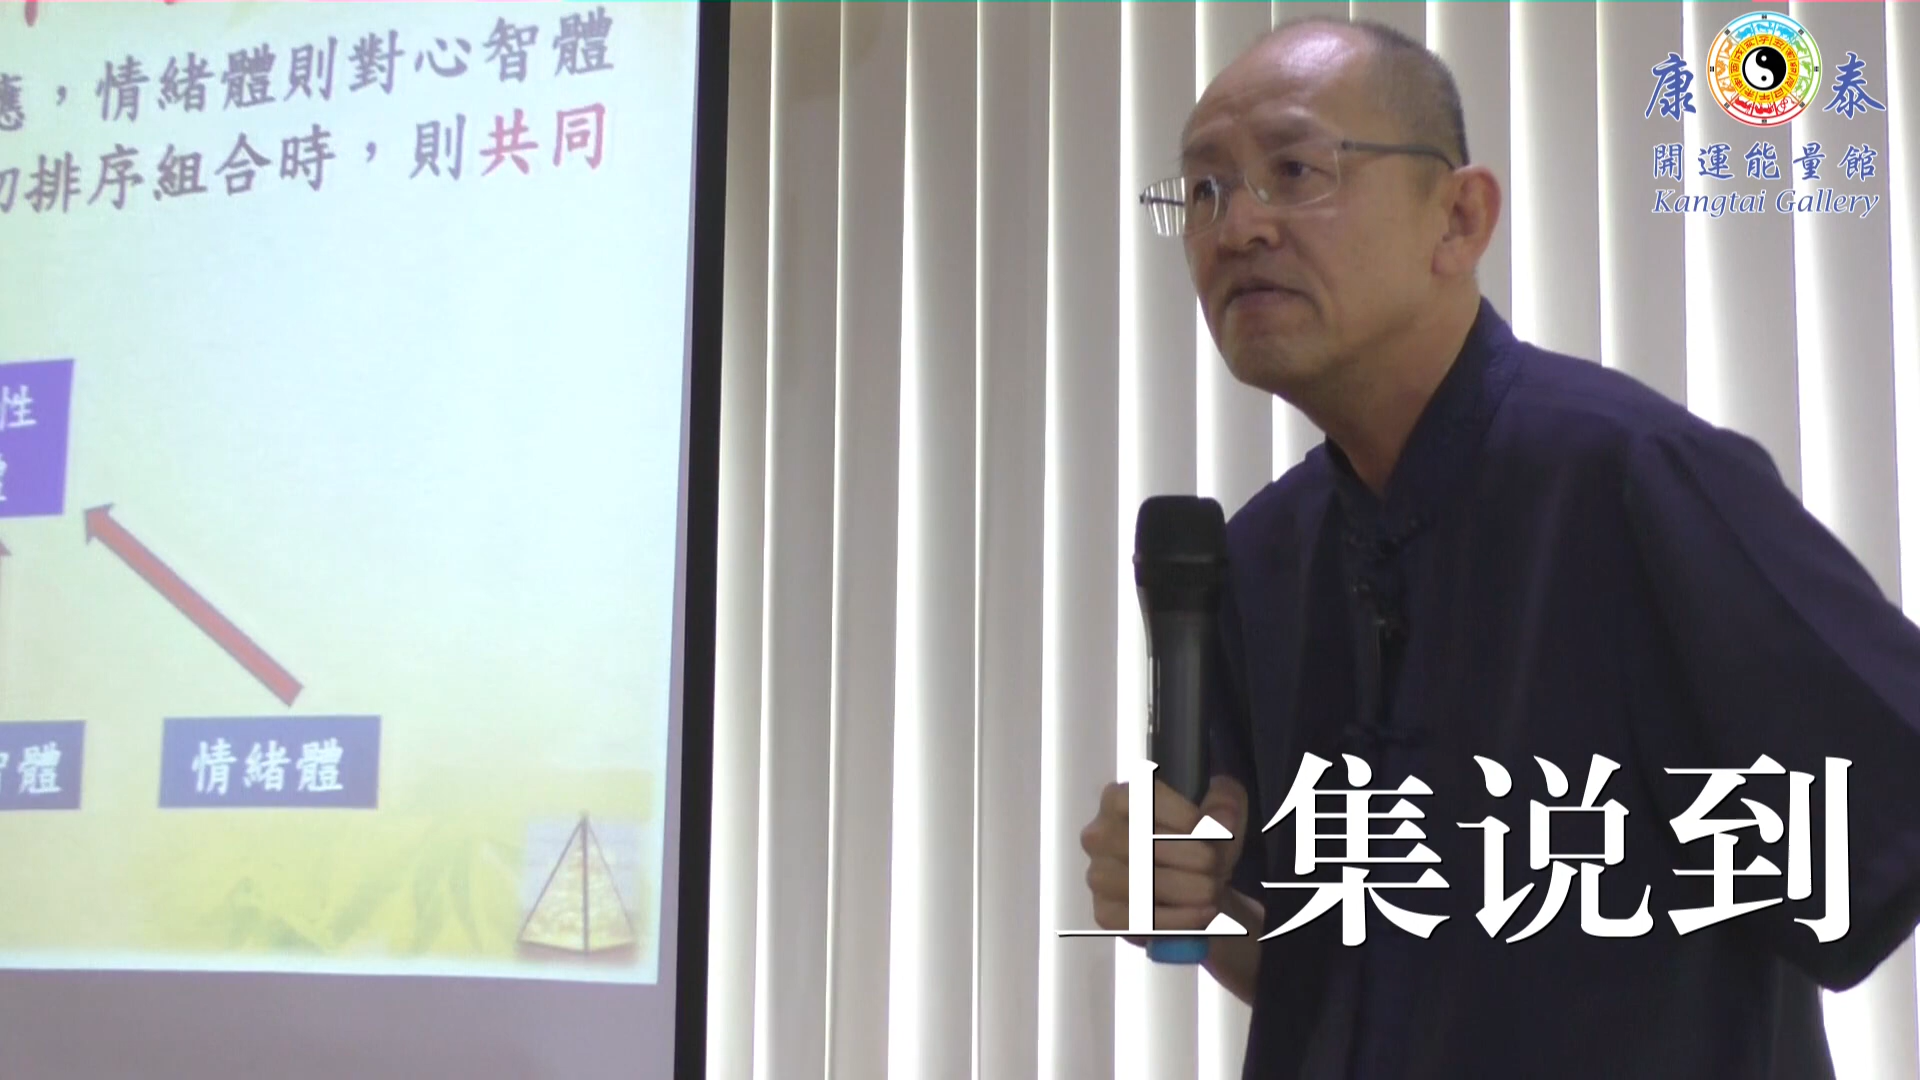 ，情緒體則對心智體
排序組合時，則共同
性
體
智體
情緒體
康泰
開運能量館
Kangtai Gallery
上集说到